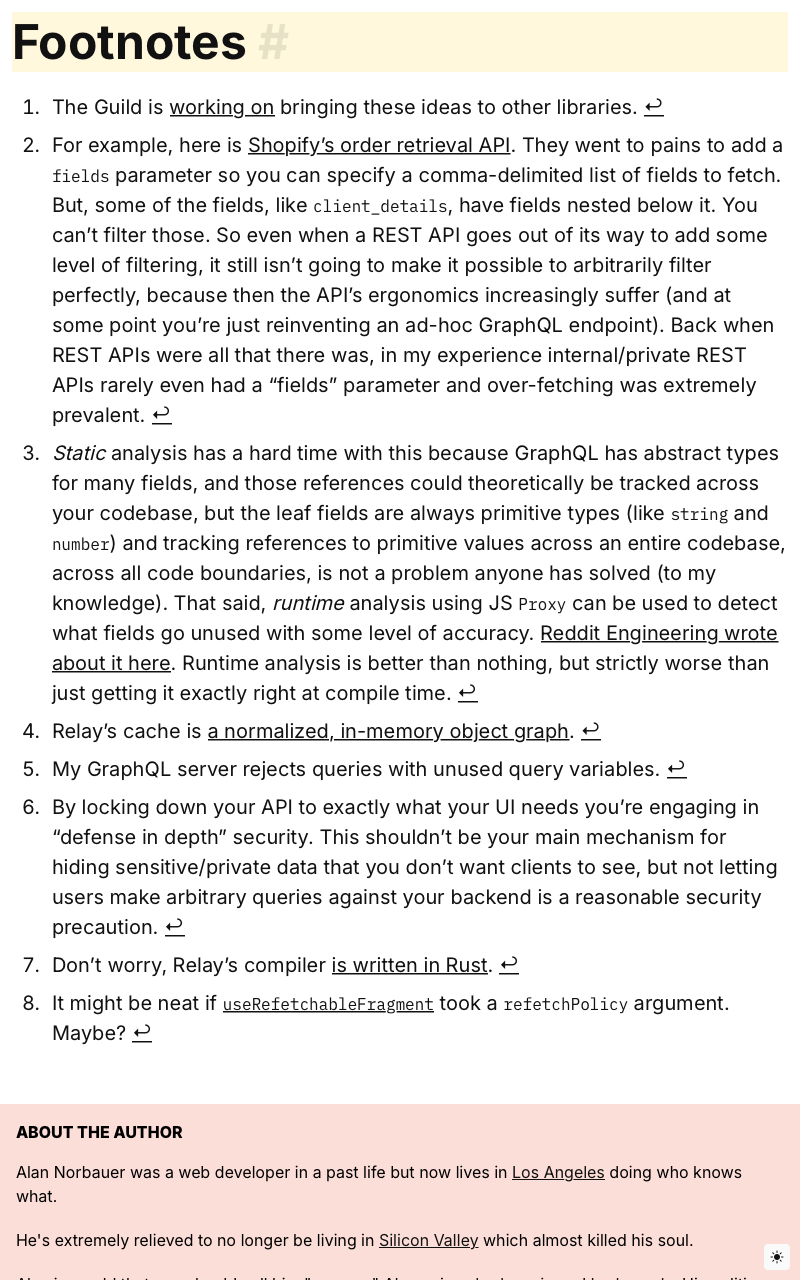 Footnotes #
1. The Guild is working on bringing these ideas to other libraries. ↩
2. For example, here is Shopify’s order retrieval API. They went to pains to add a
fields parameter so you can specify a comma-delimited list of fields to fetch.
But, some of the fields, like client_details, have fields nested below it. You
can’t filter those. So even when a REST API goes out of its way to add some
level of filtering, it still isn’t going to make it possible to arbitrarily filter
perfectly, because then the API’s ergonomics increasingly suffer (and at
some point you’re just reinventing an ad-hoc GraphQL endpoint). Back when
REST APIs were all that there was, in my experience internal/private REST
APIs rarely even had a “fields” parameter and over-fetching was extremely
prevalent. ↩
3. Static analysis has a hard time with this because GraphQL has abstract types
for many fields, and those references could theoretically be tracked across
your codebase, but the leaf fields are always primitive types (like string and
number) and tracking references to primitive values across an entire codebase,
across all code boundaries, is not a problem anyone has solved (to my
knowledge). That said, runtime analysis using JS Proxy can be used to detect
what fields go unused with some level of accuracy. Reddit Engineering wrote
about it here. Runtime analysis is better than nothing, but strictly worse than
just getting it exactly right at compile time. ↩
4. Relay’s cache is a normalized, in-memory object graph. ↩
5. My GraphQL server rejects queries with unused query variables. ↩
6. By locking down your API to exactly what your UI needs you’re engaging in
“defense in depth” security. This shouldn’t be your main mechanism for
hiding sensitive/private data that you don’t want clients to see, but not letting
users make arbitrary queries against your backend is a reasonable security
precaution. ↩
7. Don’t worry, Relay’s compiler is written in Rust. ↩
8. It might be neat if useRefetchableFragment took a refetchPolicy argument.
Maybe? ↩
ABOUT THE AUTHOR
Alan Norbauer was a web developer in a past life but now lives in Los Angeles doing who knows
what.
He's extremely relieved to no longer be living in Silicon Valley which almost killed his soul.